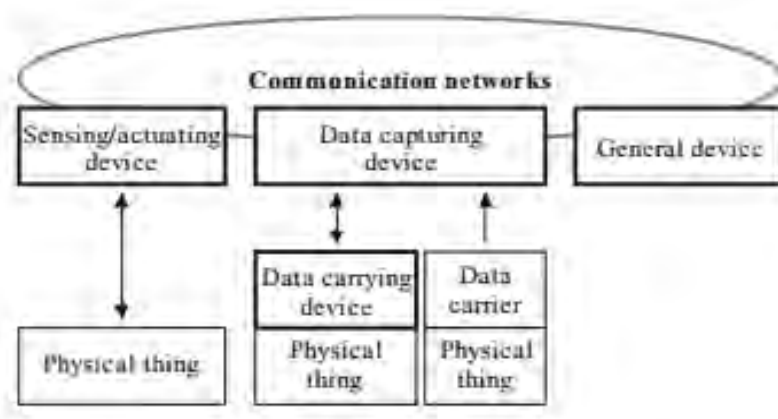 Communication networks
Sensing/actuating
device
Data capturing
device
General device
Data carrying
device
Data
carrier
Physical thing
Physical
thing
Physical
thing